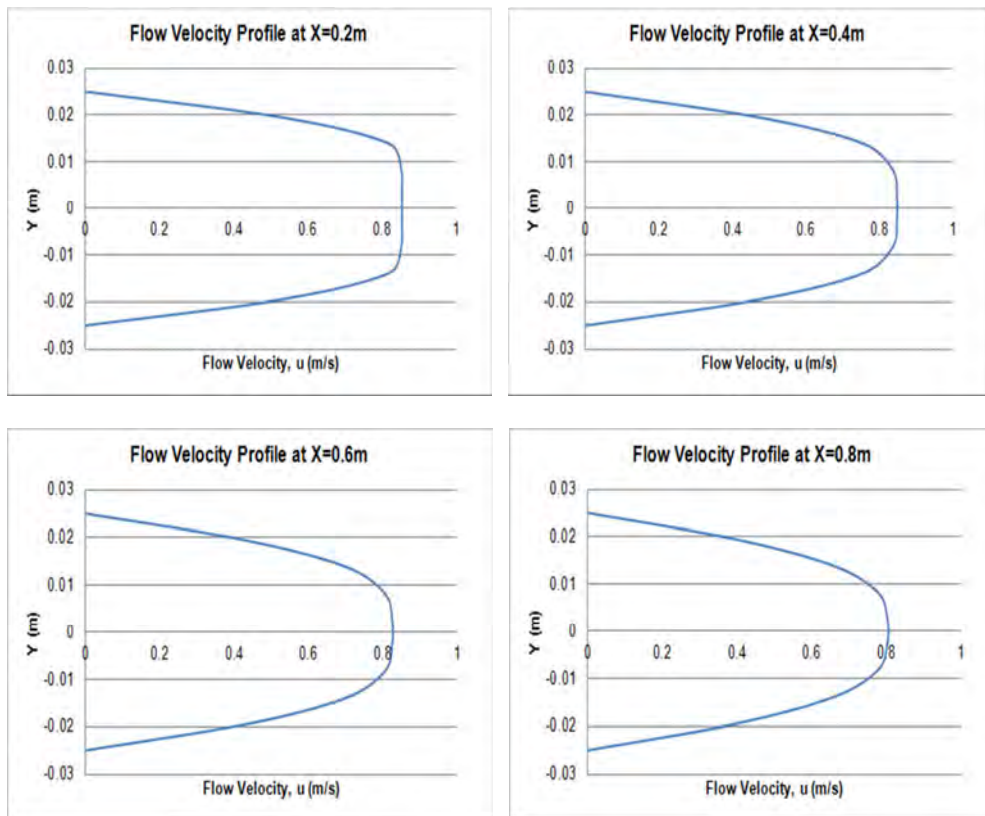 Flow Velocity Profile at X=0.2m
0.03
0.02
0.01
0
-0.01
-0.02
-0.03
0 0.2 0.4 0.6 0.8 1
Y (m)
Flow Velocity, u (m/s)
Flow Velocity Profile at X=0.4m
0.03
0.02
0.01
0
-0.01
-0.02
-0.03
0 0.2 0.4 0.6 0.8 1
Y (m)
Flow Velocity, u (m/s)
Flow Velocity Profile at X=0.6m
0.03
0.02
0.01
0
-0.01
-0.02
-0.03
0 0.2 0.4 0.6 0.8 1
Y (m)
Flow Velocity, u (m/s)
Flow Velocity Profile at X=0.8m
0.03
0.02
0.01
0
-0.01
-0.02
-0.03
0 0.2 0.4 0.6 0.8 1
Y (m)
Flow Velocity, u (m/s)